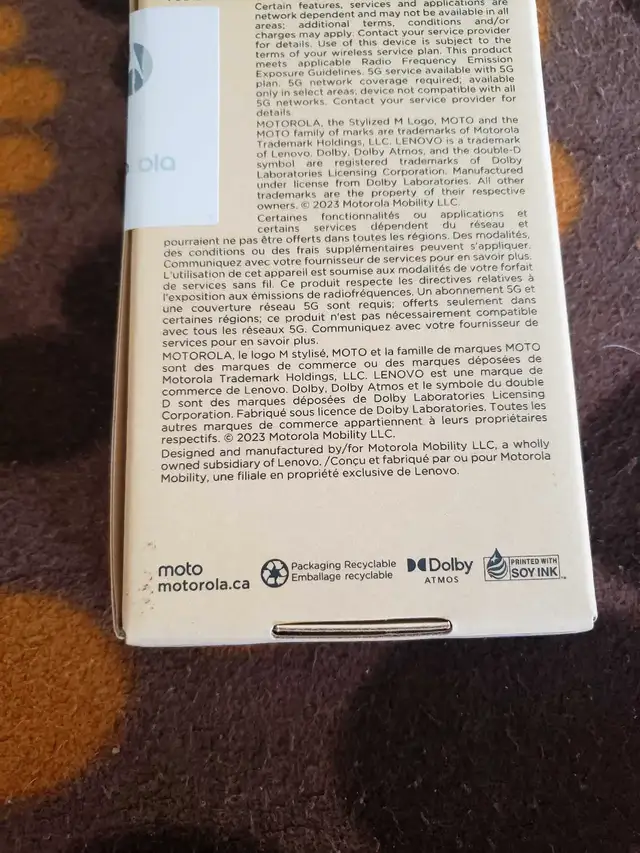 Certain features, services and applications are
network dependent and may not be available in all
areas; additional terms, conditions and/or
charges may apply. Contact your service provider
for details. Use of this device is subject to the
terms of your wireless service plan. This product
meets applicable Radio Frequency Emission
Exposure Guidelines. 5G service available with 5G
plan. 5G network coverage required; available
only in select areas; device not compatible with all
5G networks. Contact your service provider for
details
MOTOROLA, the Stylized M Logo, MOTO and the
MOTO family of marks are trademarks of Motorola
Trademark Holdings, LLC. LENOVO is a trademark
of Lenovo. Dolby, Dolby Atmos, and the double-D
symbol are registered trademarks of Dolby
Laboratories Licensing Corporation. Manufactured
under license from Dolby Laboratories. All other
trademarks are the property of their respective
owners. © 2023 Motorola Mobility LLC.
ola
Certaines fonctionnalités ou applications et
certains services dépendent du réseau et
pourraient ne pas être offerts dans toutes les régions. Des modalités,
des conditions ou des frais supplémentaires peuvent s'appliquer.
Communiquez avec votre fournisseur de services pour en savoir plus.
L'utilisation de cet appareil est soumise aux modalités de votre forfait
de services sans fil. Ce produit respecte les directives relatives à
l'exposition aux émissions de radiofréquences. Un abonnement 5G et
une couverture réseau 5G sont requis; offerts seulement dans
certaines régions; ce produit n'est pas nécessairement compatible
avec tous les réseaux 5G. Communiquez avec votre fournisseur de
services pour en savoir plus.
MOTOROLA, le logo M stylisé, MOTO et la famille de marques MOTO
sont des marques de commerce ou des marques déposées de
Motorola Trademark Holdings, LLC. LENOVO est une marque de
commerce de Lenovo. Dolby, Dolby Atmos et le symbole du double
D sont des marques déposées de Dolby Laboratories Licensing
Corporation. Fabriqué sous licence de Dolby Laboratories. Toutes les
autres marques de commerce appartiennent à leurs propriétaires
respectifs. © 2023 Motorola Mobility LLC.
Designed and manufactured by/for Motorola Mobility LLC, a wholly
owned subsidiary of Lenovo. /Conçu et fabriqué par ou pour Motorola
Mobility, une filiale en propriété exclusive de Lenovo.
moto
motorola.ca
Packaging Recyclable
Emballage recyclable
Dolby
ATMOS
PRINTED WITH
SOY INK™